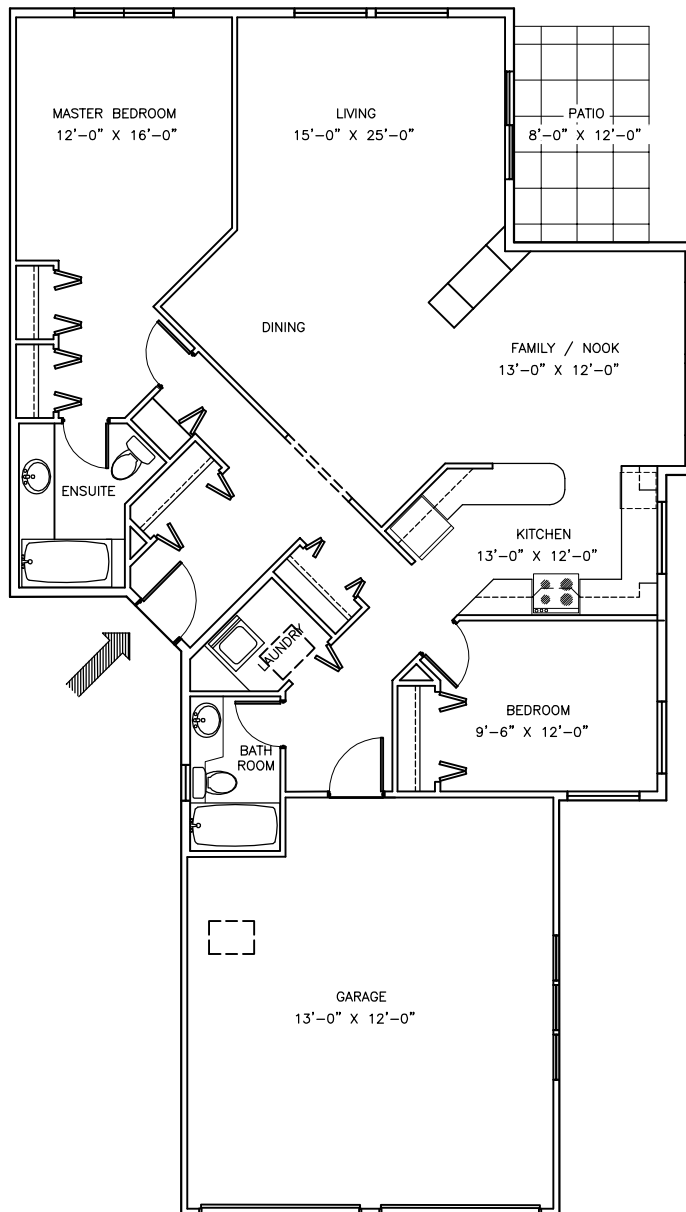 MASTER BEDROOM
12'-0" X 16'-0"
LIVING
15'-0" X 25'-0"
PATIO
8'-0" X 12'-0"
DINING
FAMILY / NOOK
13'-0" X 12'-0"
ENSUITE
KITCHEN
13'-0" X 12'-0"
LAUNDRY
BEDROOM
9'-6" X 12'-0"
BATH
ROOM
GARAGE
13'-0" X 12'-0"